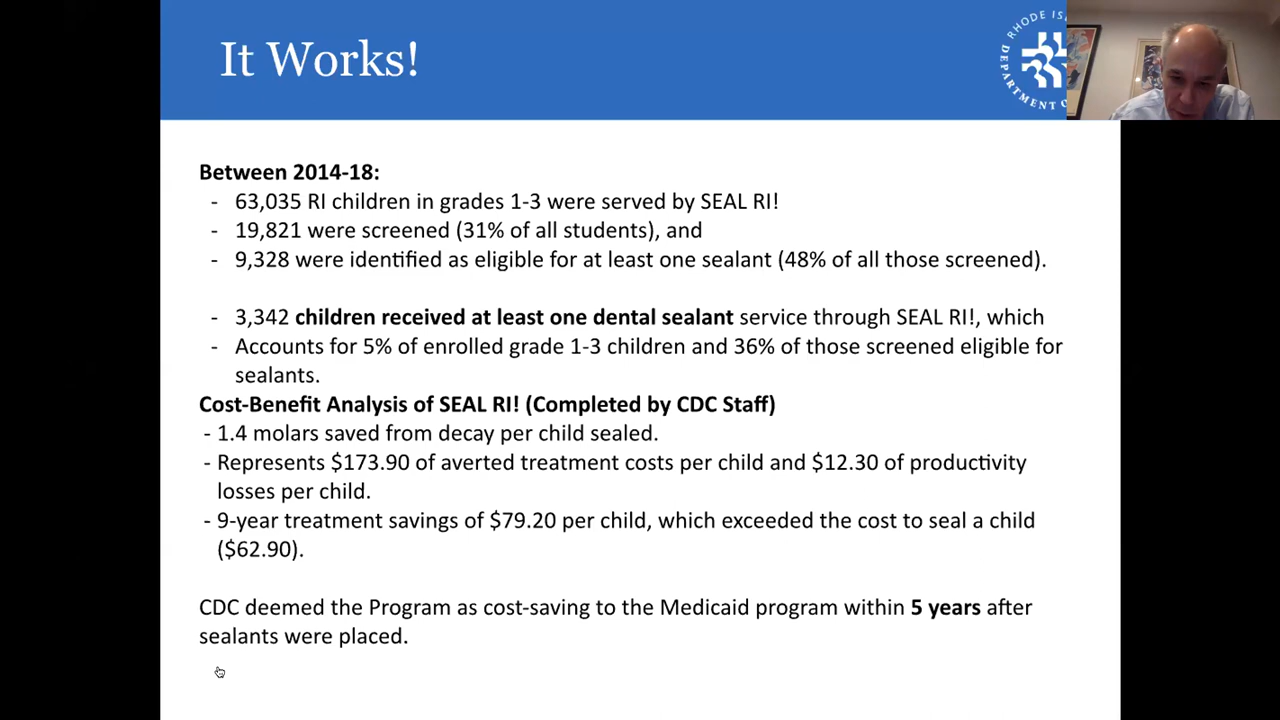 It Works!
RHODE IS
DEPARTMENT O
Between 2014-18:
- 63,035 RI children in grades 1-3 were served by SEAL RI!
- 19,821 were screened (31% of all students), and
- 9,328 were identified as eligible for at least one sealant (48% of all those screened).
- 3,342 children received at least one dental sealant service through SEAL RI!, which
- Accounts for 5% of enrolled grade 1-3 children and 36% of those screened eligible for
sealants.
Cost-Benefit Analysis of SEAL RI! (Completed by CDC Staff)
- 1.4 molars saved from decay per child sealed.
- Represents $173.90 of averted treatment costs per child and $12.30 of productivity
losses per child.
- 9-year treatment savings of $79.20 per child, which exceeded the cost to seal a child
($62.90).
CDC deemed the Program as cost-saving to the Medicaid program within 5 years after
sealants were placed.